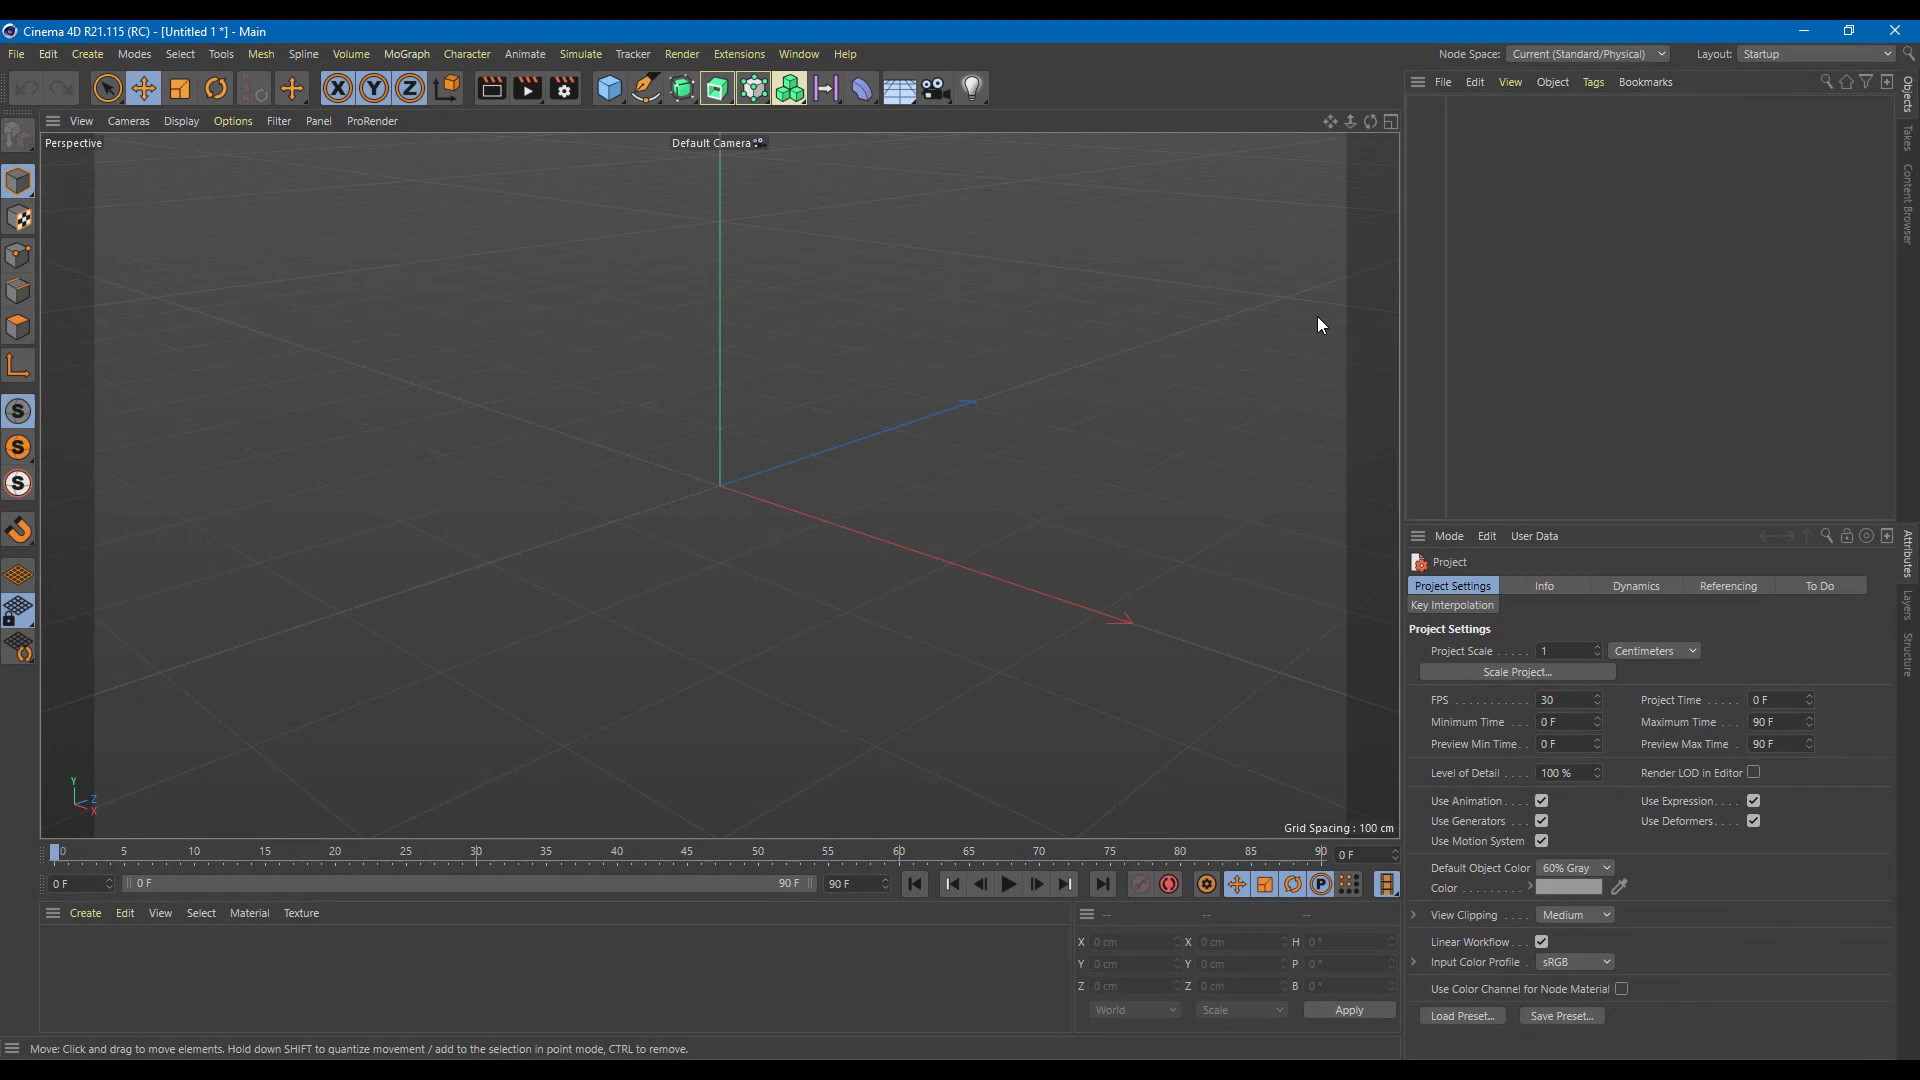 Cinema 4D R21.115 (RC) - [Untitled 1 *] - Main
File Edit Create Modes Select Tools Mesh Spline Volume MoGraph Character Animate Simulate Tracker Render Extensions Window Help
Node Space: Current (Standard/Physical) Layout: Startup
X Y Z
File Edit View Object Tags Bookmarks
Objects
Takes
Content Browser
View Cameras Display Options Filter Panel ProRender
Perspective
Default Camera
S
S
S
Y
Z
X
Grid Spacing : 100 cm
Mode Edit User Data
Attributes
Layers
Structure
Project
Project Settings Info Dynamics Referencing To Do
Key Interpolation
Project Settings
Project Scale . . . . . 1 Centimeters
Scale Project...
FPS . . . . . . . . . . . 30 Project Time . . . . . 0 F
Minimum Time . . . 0 F Maximum Time . . . 90 F
Preview Min Time . . 0 F Preview Max Time . 90 F
Level of Detail . . . . 100 % Render LOD in Editor
Use Animation . . . . Use Expression . . . .
Use Generators . . . Use Deformers . . . .
Use Motion System
Default Object Color 60% Gray
Color . . . . . . . . .
View Clipping . . . . Medium
Linear Workflow . . .
Input Color Profile . sRGB
Use Color Channel for Node Material
Load Preset... Save Preset...
0 5 10 15 20 25 30 35 40 45 50 55 60 65 70 75 80 85 90 0 F
0 F 0 F 90 F 90 F P
Create Edit View Select Material Texture
-- -- --
X 0 cm X 0 cm H 0 °
Y 0 cm Y 0 cm P 0 °
Z 0 cm Z 0 cm B 0 °
World Scale Apply
Move: Click and drag to move elements. Hold down SHIFT to quantize movement / add to the selection in point mode, CTRL to remove.